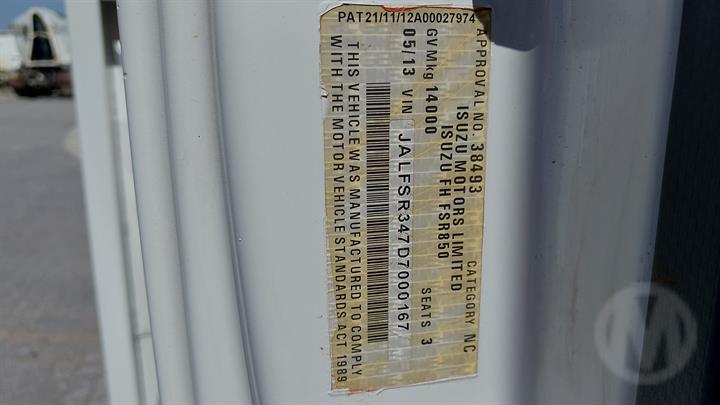 PAT21/11/12A00027974
APPROVAL NO. 38493 CATEGORY NC
ISUZU MOTORS LIMITED
ISUZU FH FSR850
GVMkg 14000 SEATS 3
05/13 VIN JALFSR347D7000167
THIS VEHICLE WAS MANUFACTURED TO COMPLY
WITH THE MOTOR VEHICLE STANDARDS ACT 1989
M